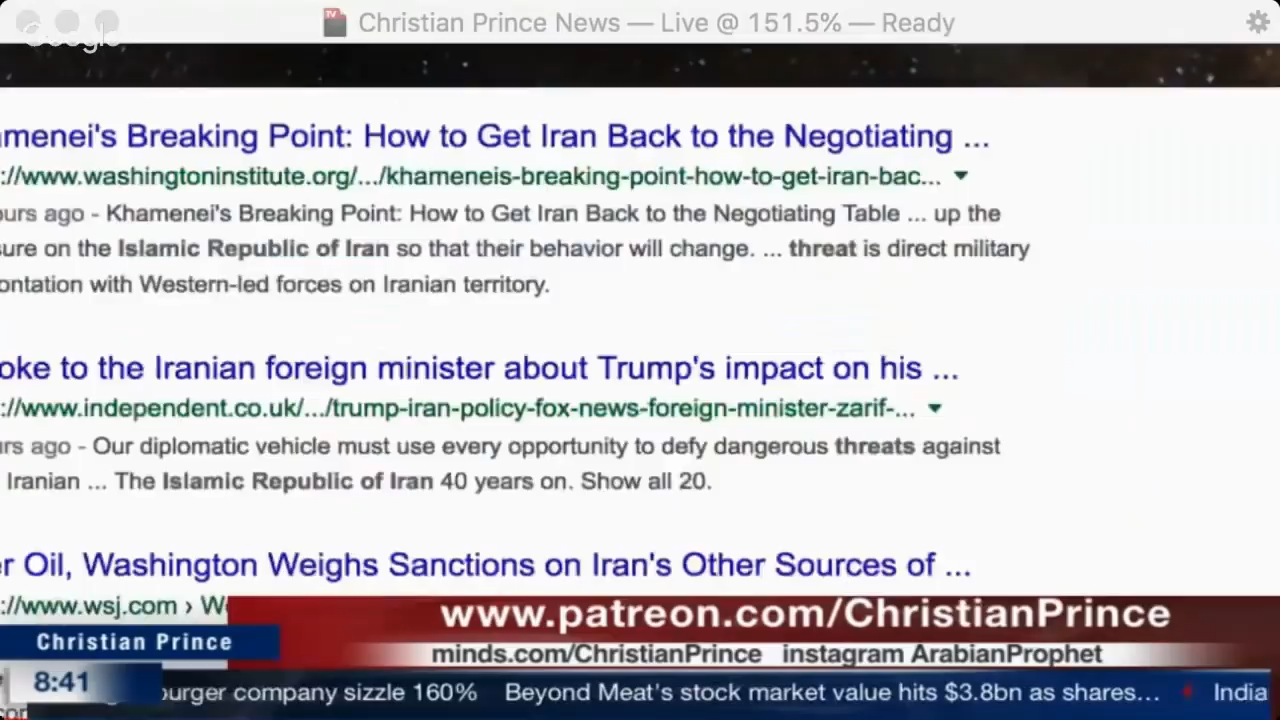 Christian Prince News — Live @ 151.5% — Ready
Google
menei's Breaking Point: How to Get Iran Back to the Negotiating ...
://www.washingtoninstitute.org/.../khameneis-breaking-point-how-to-get-iran-bac...
ours ago - Khamenei's Breaking Point: How to Get Iran Back to the Negotiating Table ... up the
sure on the Islamic Republic of Iran so that their behavior will change. ... threat is direct military
ontation with Western-led forces on Iranian territory.
oke to the Iranian foreign minister about Trump's impact on his ...
://www.independent.co.uk/.../trump-iran-policy-fox-news-foreign-minister-zarif-...
urs ago - Our diplomatic vehicle must use every opportunity to defy dangerous threats against
Iranian ... The Islamic Republic of Iran 40 years on. Show all 20.
er Oil, Washington Weighs Sanctions on Iran's Other Sources of ...
://www.wsj.com › W
www.patreon.com/ChristianPrince
Christian Prince
minds.com/ChristianPrince instagram ArabianProphet
8:41
burger company sizzle 160% Beyond Meat's stock market value hits $3.8bn as shares... India